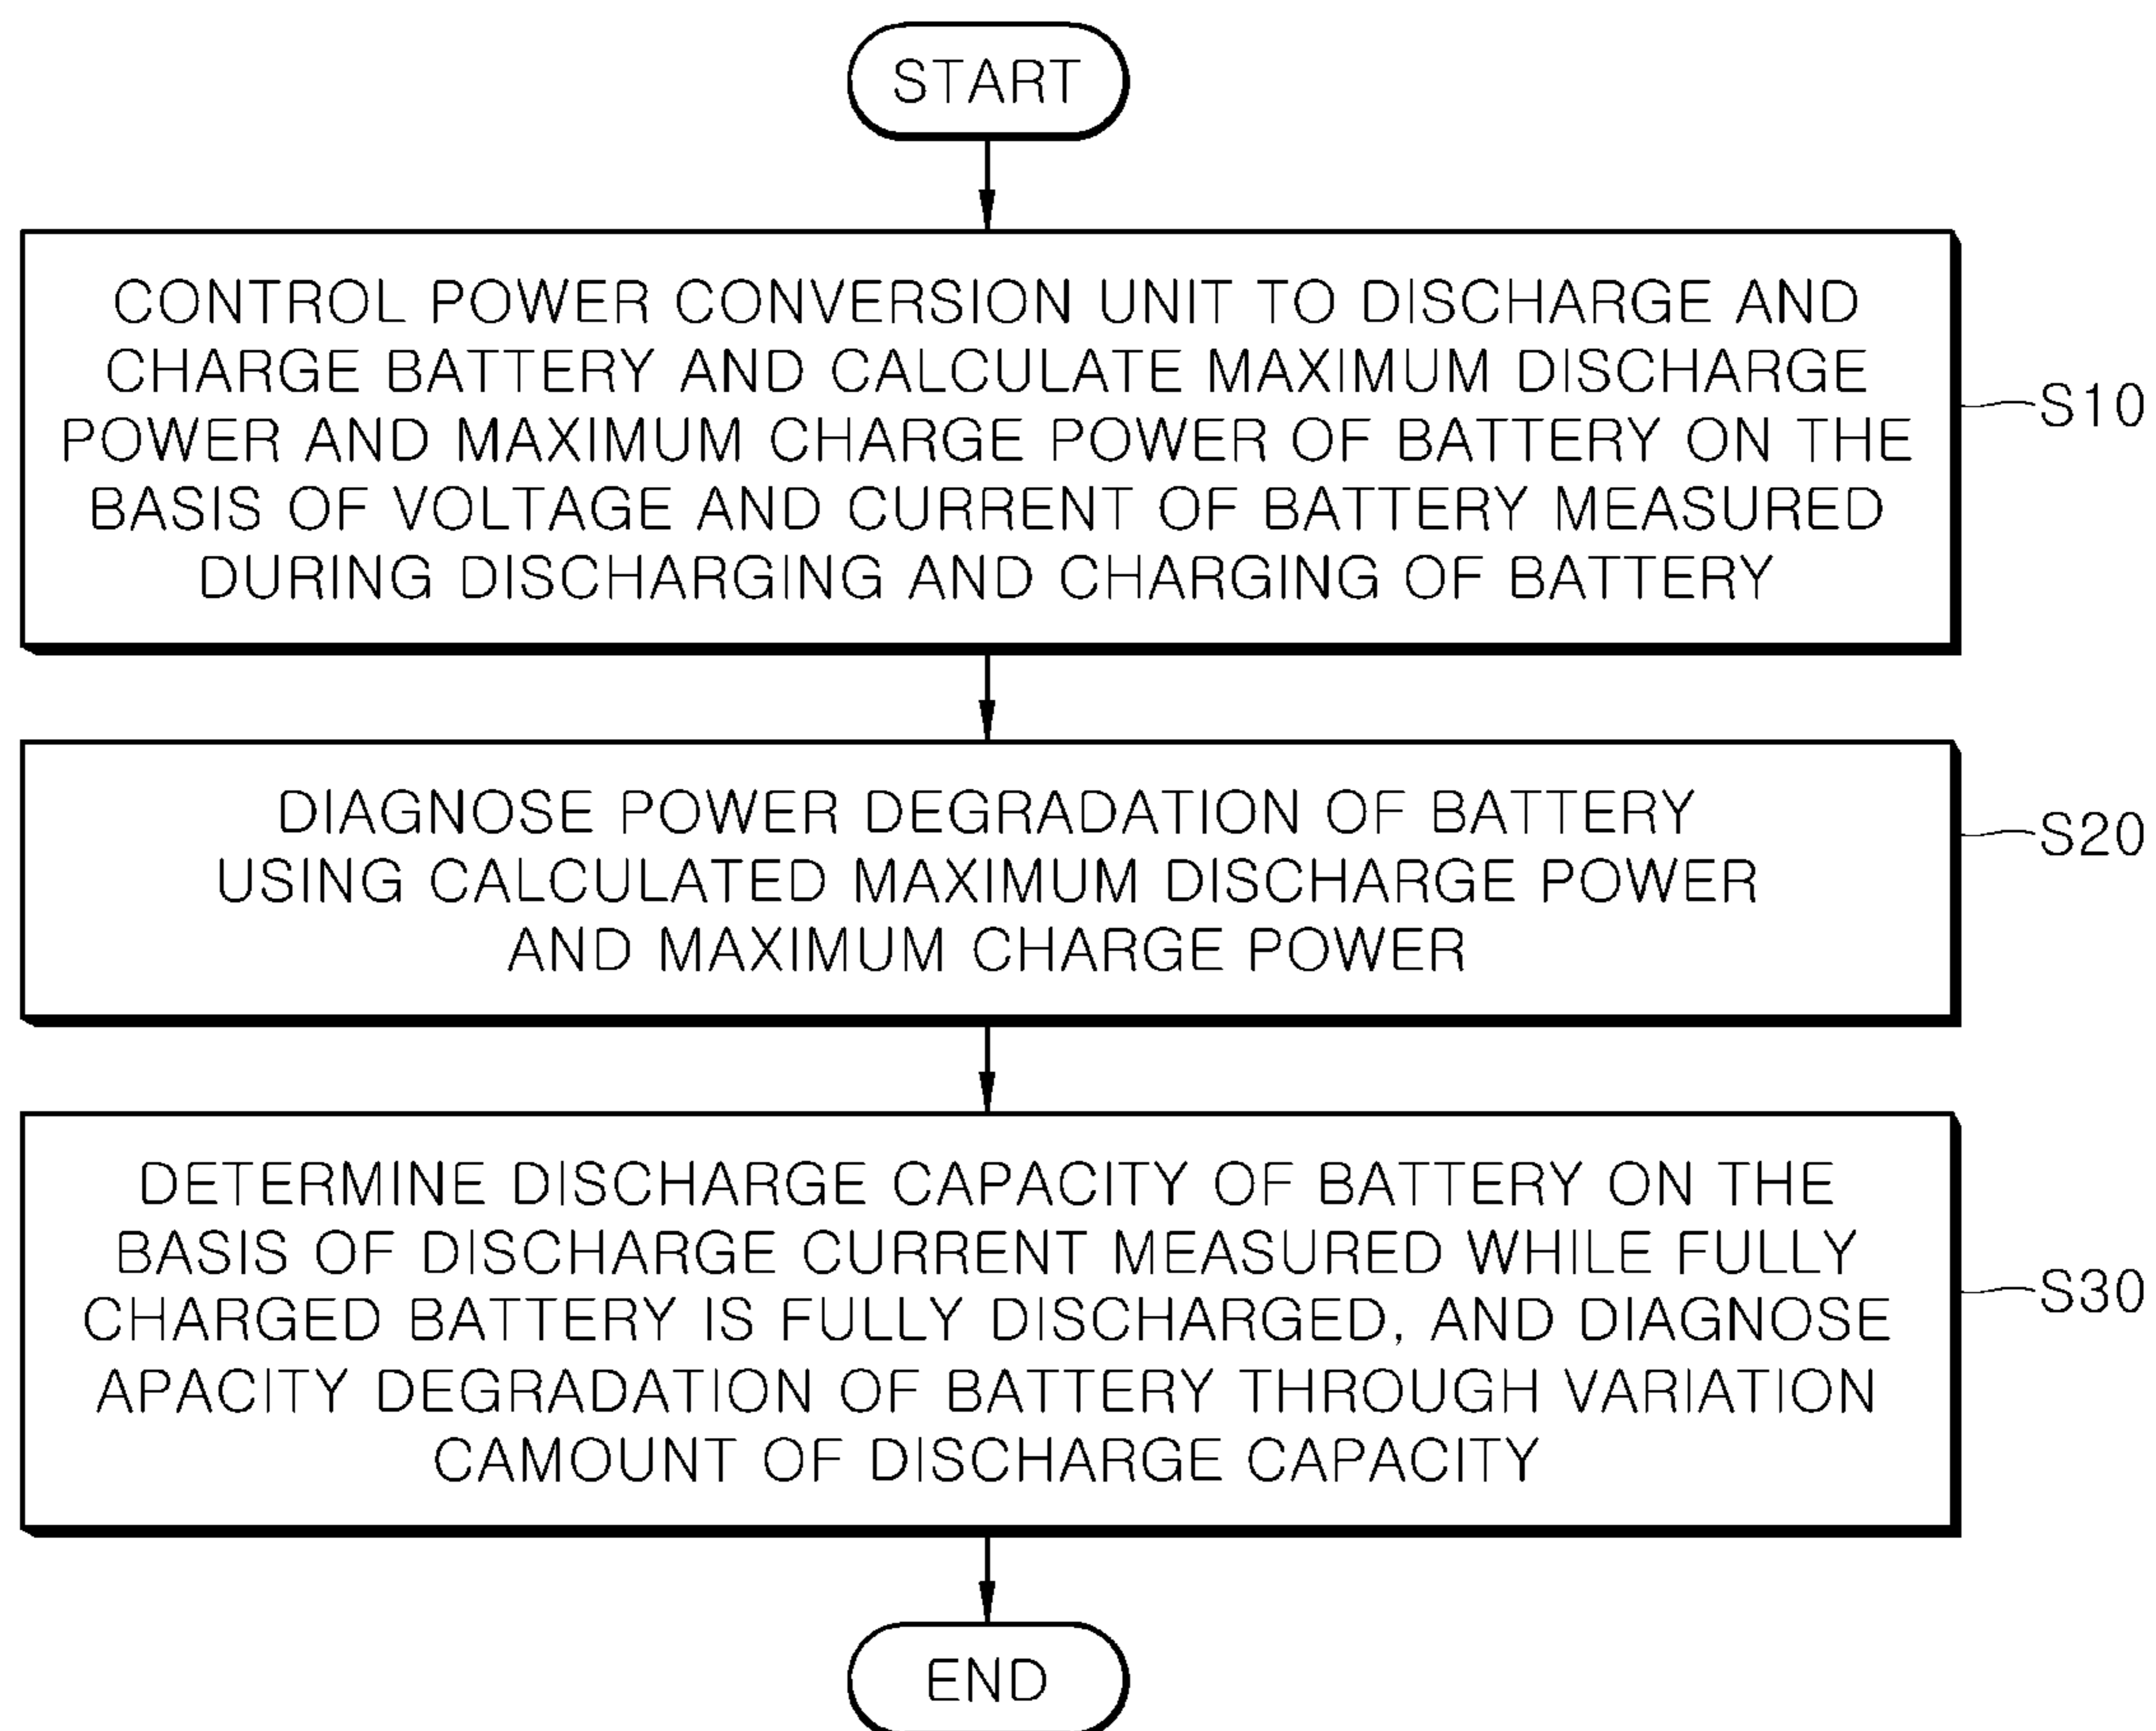 START
CONTROL POWER CONVERSION UNIT TO DISCHARGE AND
CHARGE BATTERY AND CALCULATE MAXIMUM DISCHARGE
POWER AND MAXIMUM CHARGE POWER OF BATTERY ON THE
BASIS OF VOLTAGE AND CURRENT OF BATTERY MEASURED
DURING DISCHARGING AND CHARGING OF BATTERY
S10
DIAGNOSE POWER DEGRADATION OF BATTERY
USING CALCULATED MAXIMUM DISCHARGE POWER
AND MAXIMUM CHARGE POWER
S20
DETERMINE DISCHARGE CAPACITY OF BATTERY ON THE
BASIS OF DISCHARGE CURRENT MEASURED WHILE FULLY
CHARGED BATTERY IS FULLY DISCHARGED, AND DIAGNOSE
APACITY DEGRADATION OF BATTERY THROUGH VARIATION
CAMOUNT OF DISCHARGE CAPACITY
S30
END